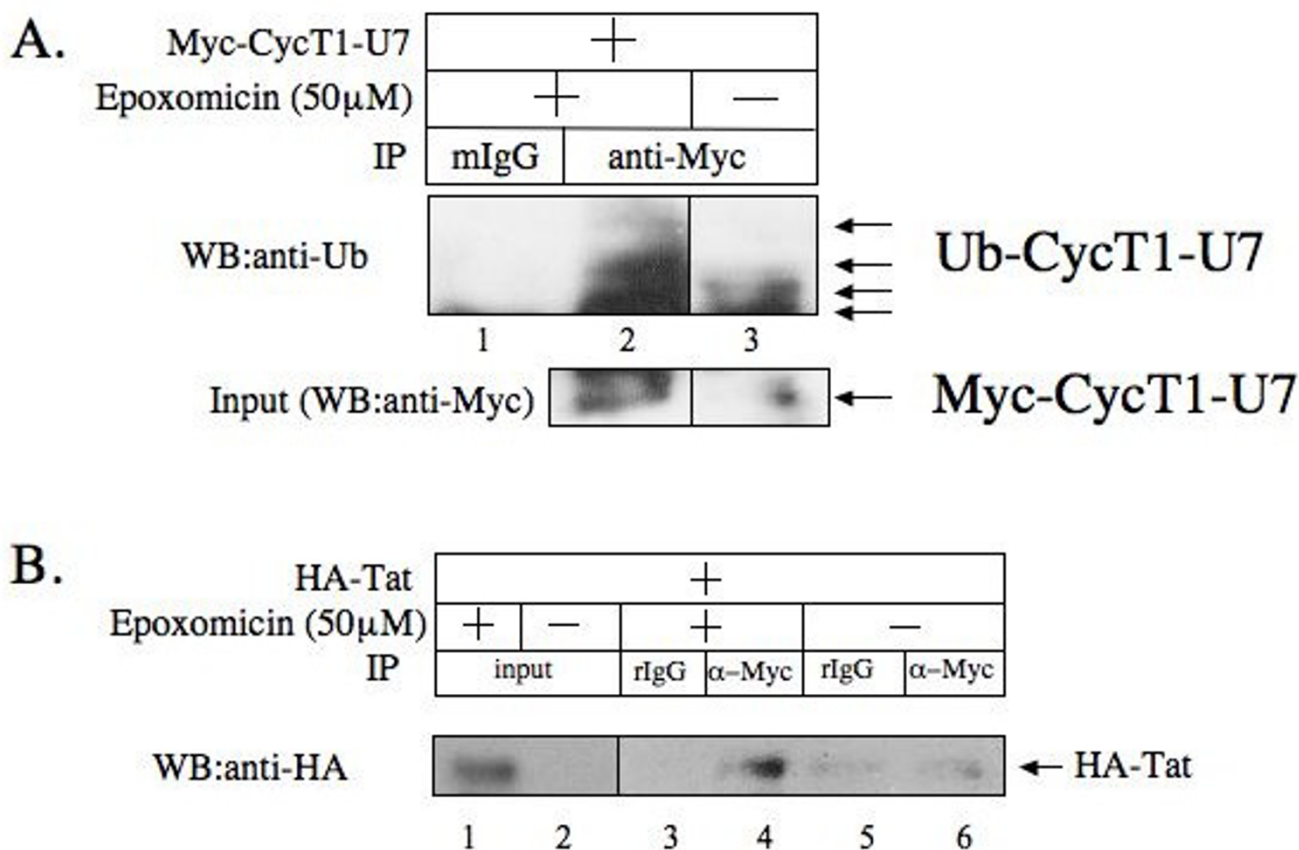 A.
Myc-CycT1-U7 +
Epoxomicin (50μM) + −
IP mIgG anti-Myc
WB:anti-Ub Ub-CycT1-U7
1 2 3
Input (WB:anti-Myc) Myc-CycT1-U7
B.
HA-Tat +
Epoxomicin (50μM) + − + −
IP input rIgG α−Myc rIgG α−Myc
WB:anti-HA HA-Tat
1 2 3 4 5 6